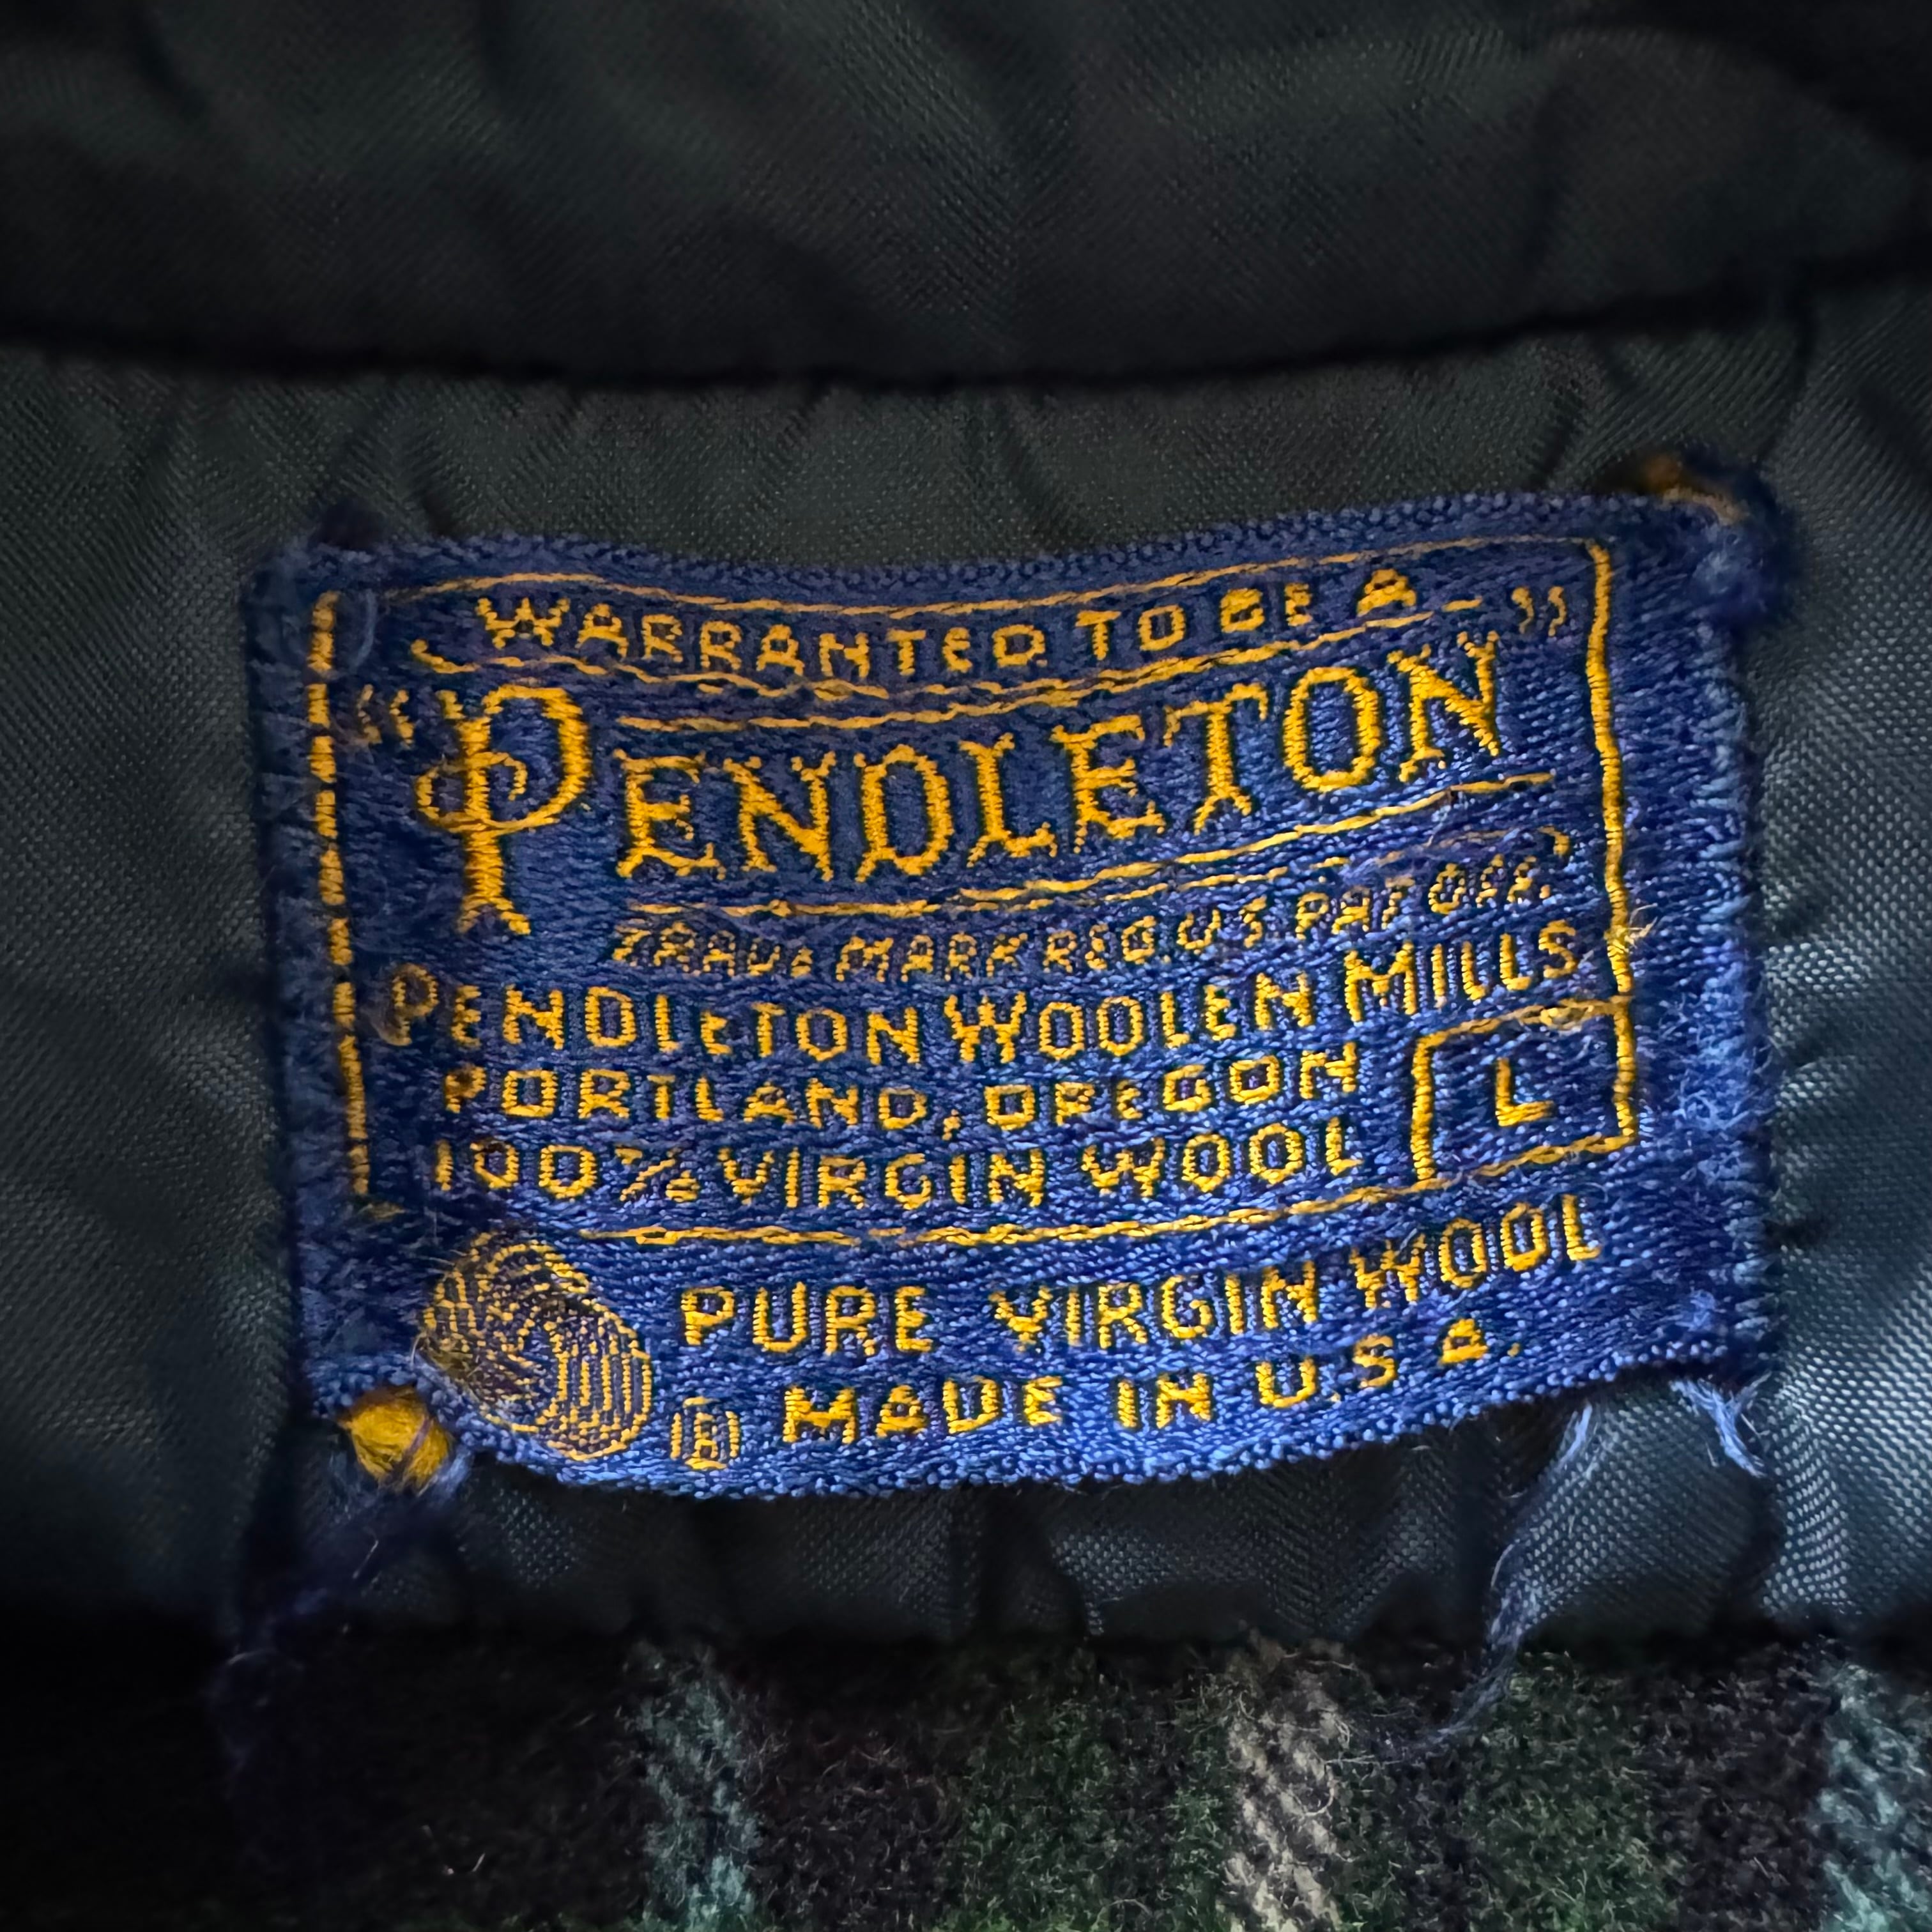 WARRANTED TO BE A -
"PENDLETON"
TRADE MARK REG. U.S. PAT. OFF.
PENDLETON WOOLEN MILLS
PORTLAND, OREGON
L
100% VIRGIN WOOL
PURE VIRGIN WOOL
® MADE IN U.S.A.